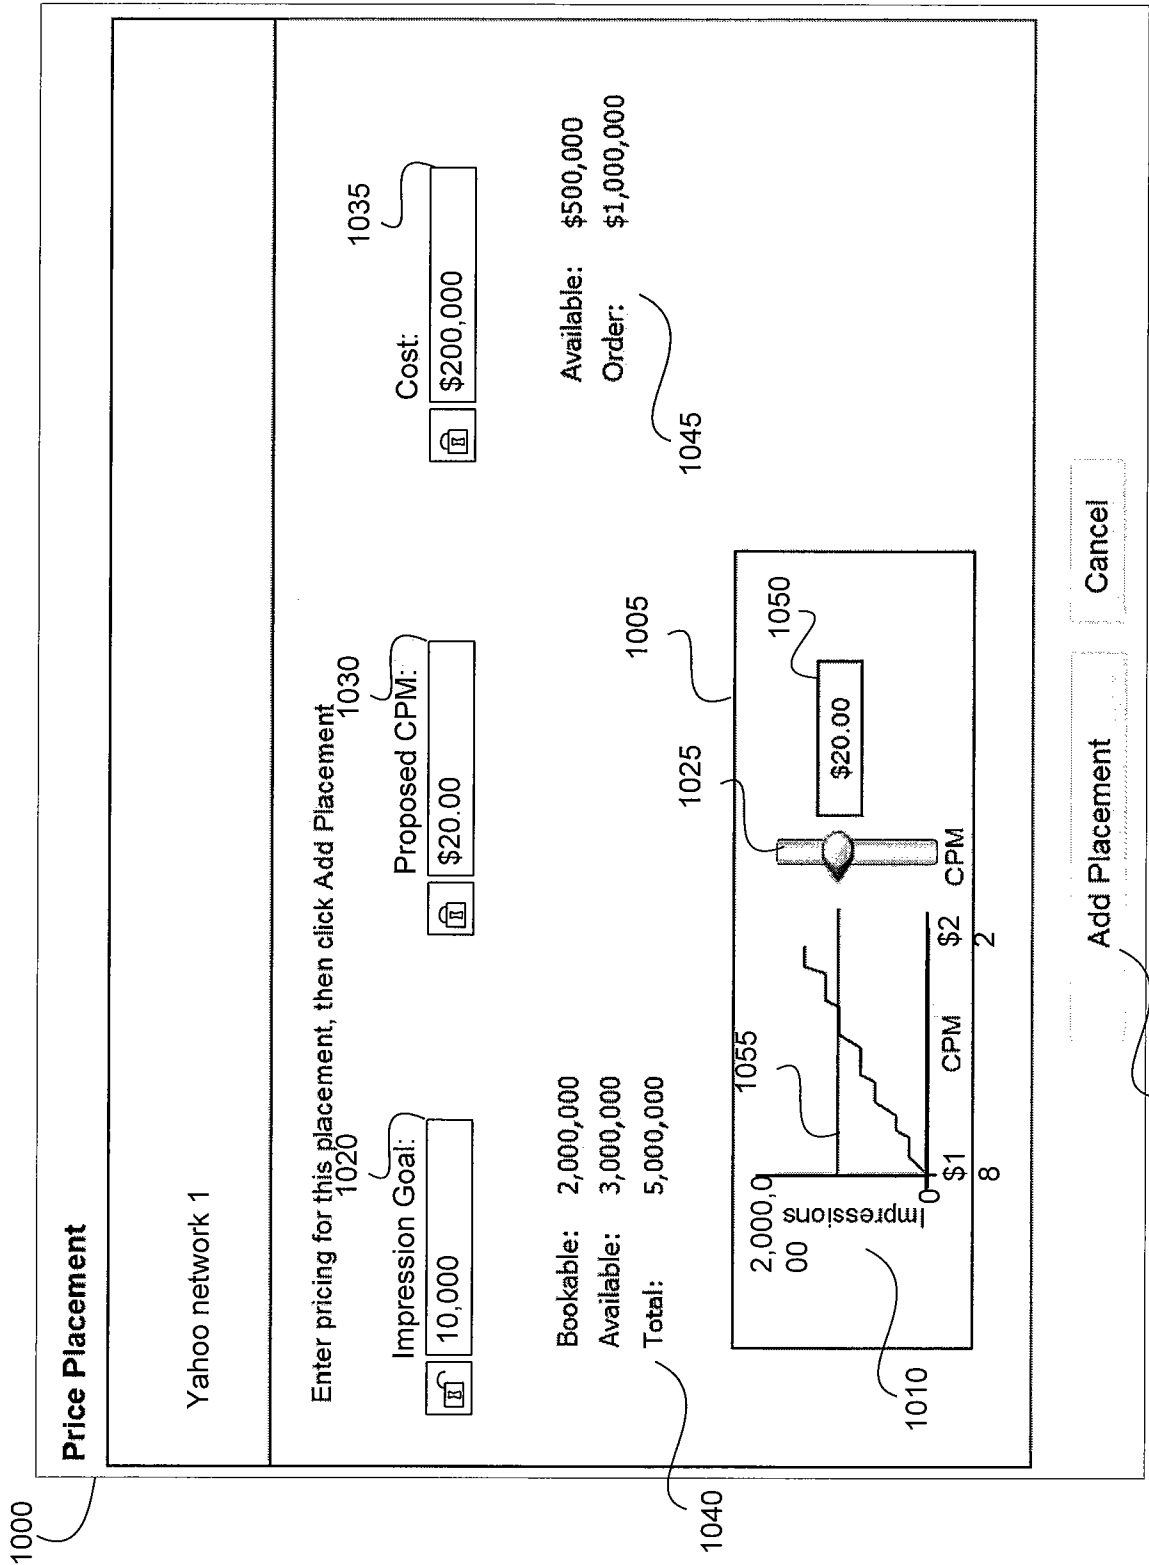 1000
Price Placement
Yahoo network 1
Enter pricing for this placement, then click Add Placement
1020
1030
1035
Impression Goal:
Proposed CPM:
Cost:
10,000
$20.00
$200,000
Bookable: 2,000,000
Available: 3,000,000
Total: 5,000,000
Available: $500,000
Order: $1,000,000
1040
1045
1005
1055
1025
1050
2,000,0
00
Impressions
0
$20.00
$1
8
CPM
$2
2
CPM
1010
Add Placement
Cancel